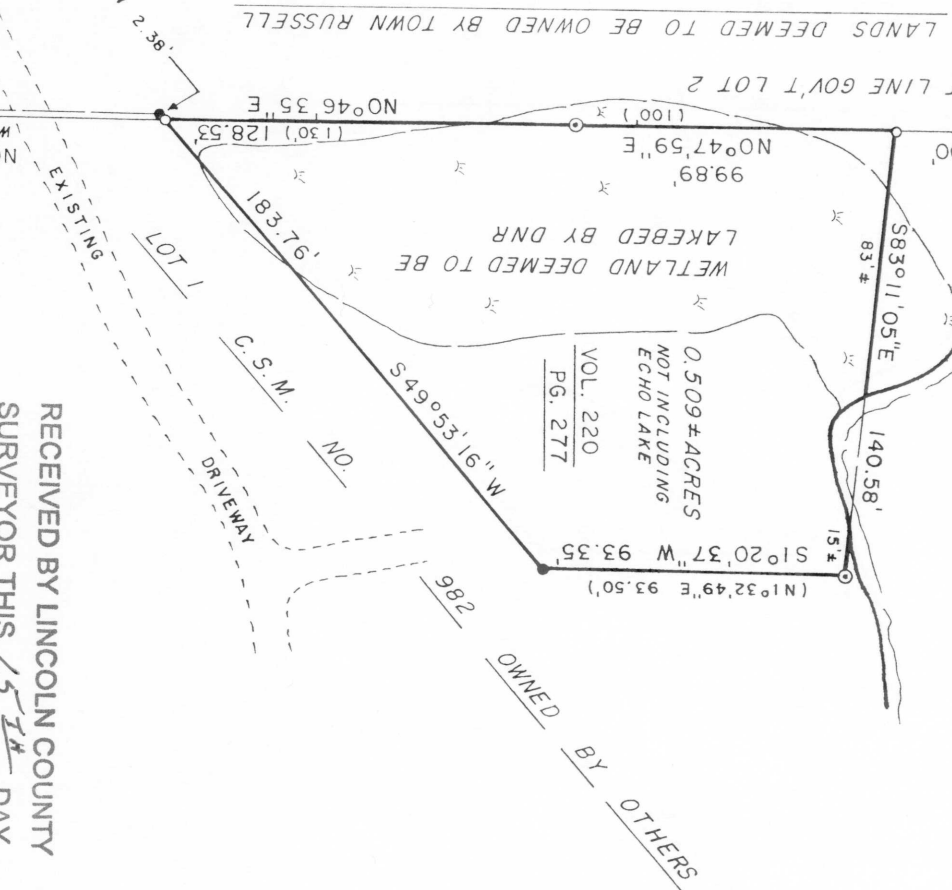 LANDS DEEMED TO BE OWNED BY TOWN RUSSELL
LINE GOV'T LOT 2
2.38'
N0°46'35"E
(130') 128.53'
(100')
N0°47'59"E
99.89'
WETLAND DEEMED TO BE
LAKEBED BY DNR
S83°11'05"E
83'±
140.58'
15'±
183.76'
S49°53'16"W
0.509± ACRES
NOT INCLUDING
ECHO LAKE
VOL. 220
PG. 277
S1°20'37"W 93.35'
(N1°32'49"E 93.50')
EXISTING
DRIVEWAY
LOT 1
C.S.M.
NO.
982
OWNED
BY
OTHERS
RECEIVED BY LINCOLN COUNTY
SURVEYOR THIS 15TH DAY